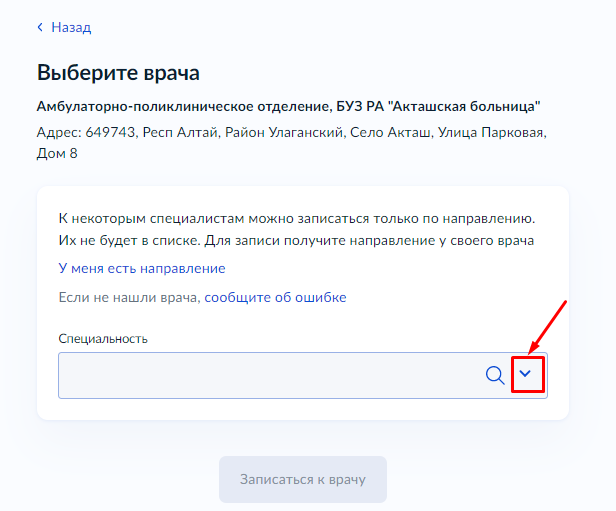 Назад
Выберите врача
Амбулаторно-поликлиническое отделение, БУЗ РА "Акташская больница"
Адрес: 649743, Респ Алтай, Район Улаганский, Село Акташ, Улица Парковая,
Дом 8
К некоторым специалистам можно записаться только по направлению.
Их не будет в списке. Для записи получите направление у своего врача
У меня есть направление
Если не нашли врача, сообщите об ошибке
Специальность
Записаться к врачу